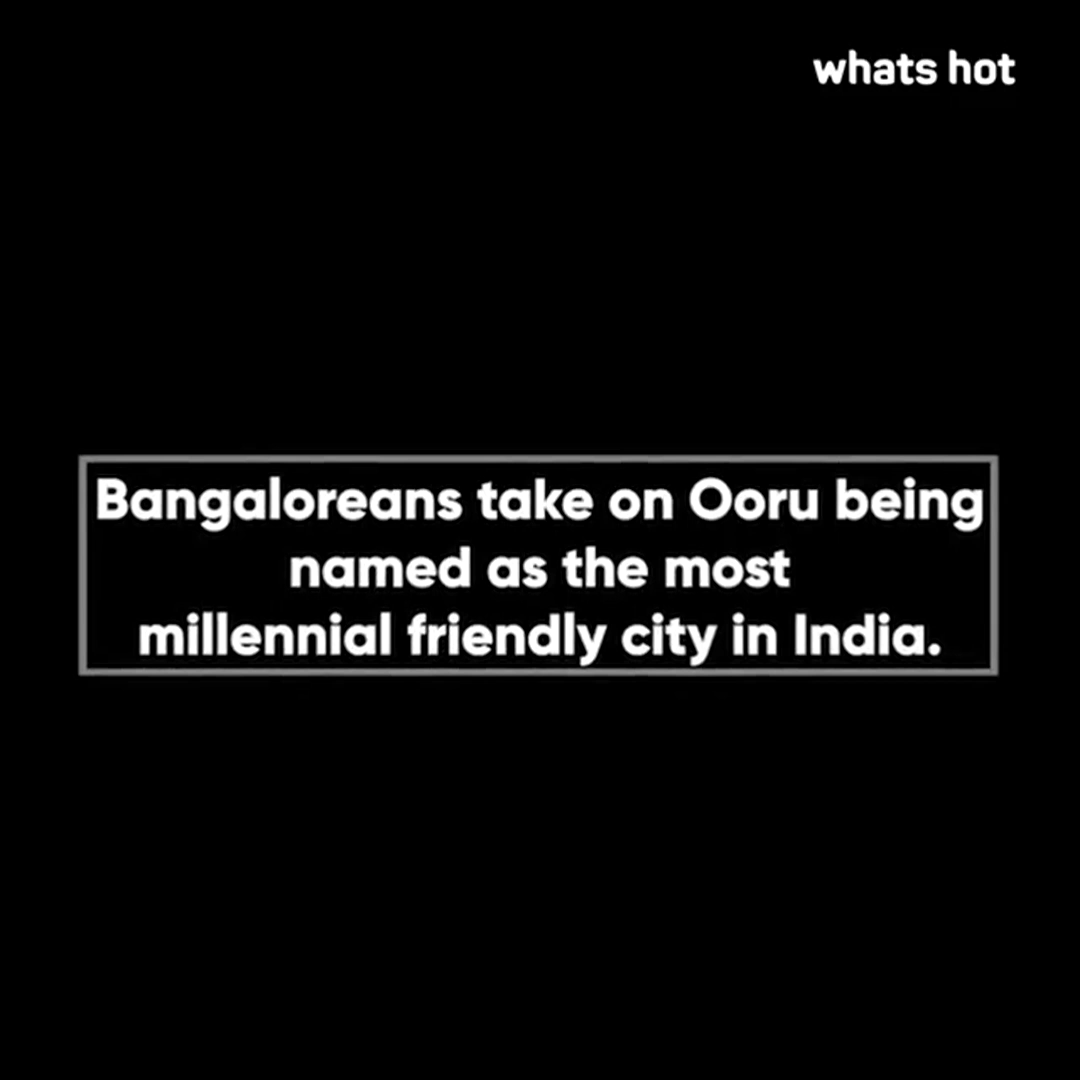 whats hot
Bangaloreans take on Ooru being
named as the most
millennial friendly city in India.